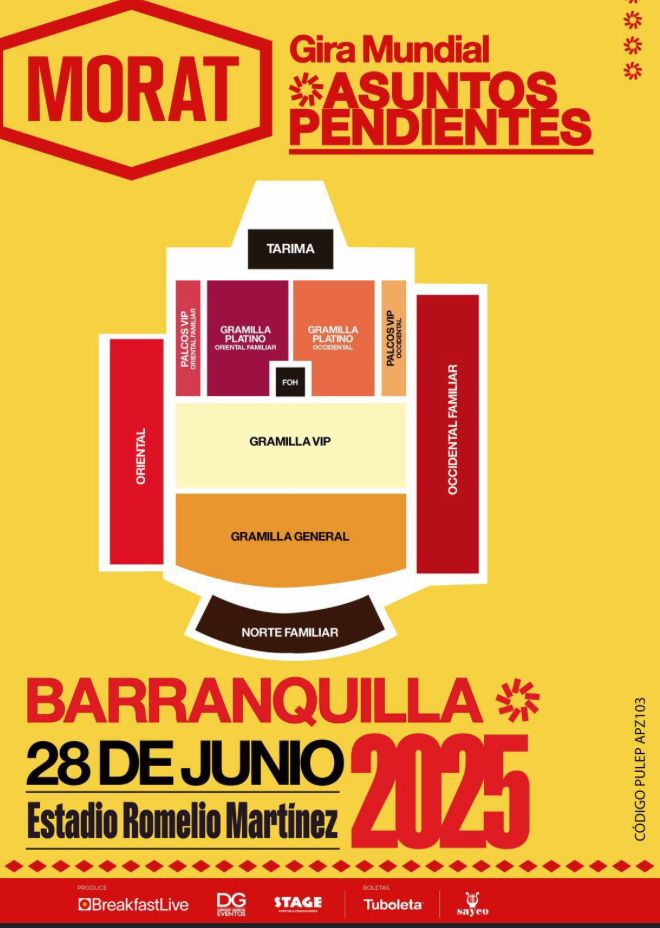 MORAT
Gira Mundial
ASUNTOS
PENDIENTES
TARIMA
PALCOS VIP
ORIENTAL FAMILIAR
GRAMILLA
PLATINO
ORIENTAL FAMILIAR
GRAMILLA
PLATINO
OCCIDENTAL
PALCOS VIP
OCCIDENTAL
FOH
ORIENTAL
GRAMILLA VIP
OCCIDENTAL FAMILIAR
GRAMILLA GENERAL
NORTE FAMILIAR
BARRANQUILLA
28 DE JUNIO
2025
Estadio Romelio Martínez
CÓDIGO PULEP APZ103
PRODUCE
BreakfastLive
DG
EVENTOS
STAGE
BOLETAS
Tuboleta
sayco